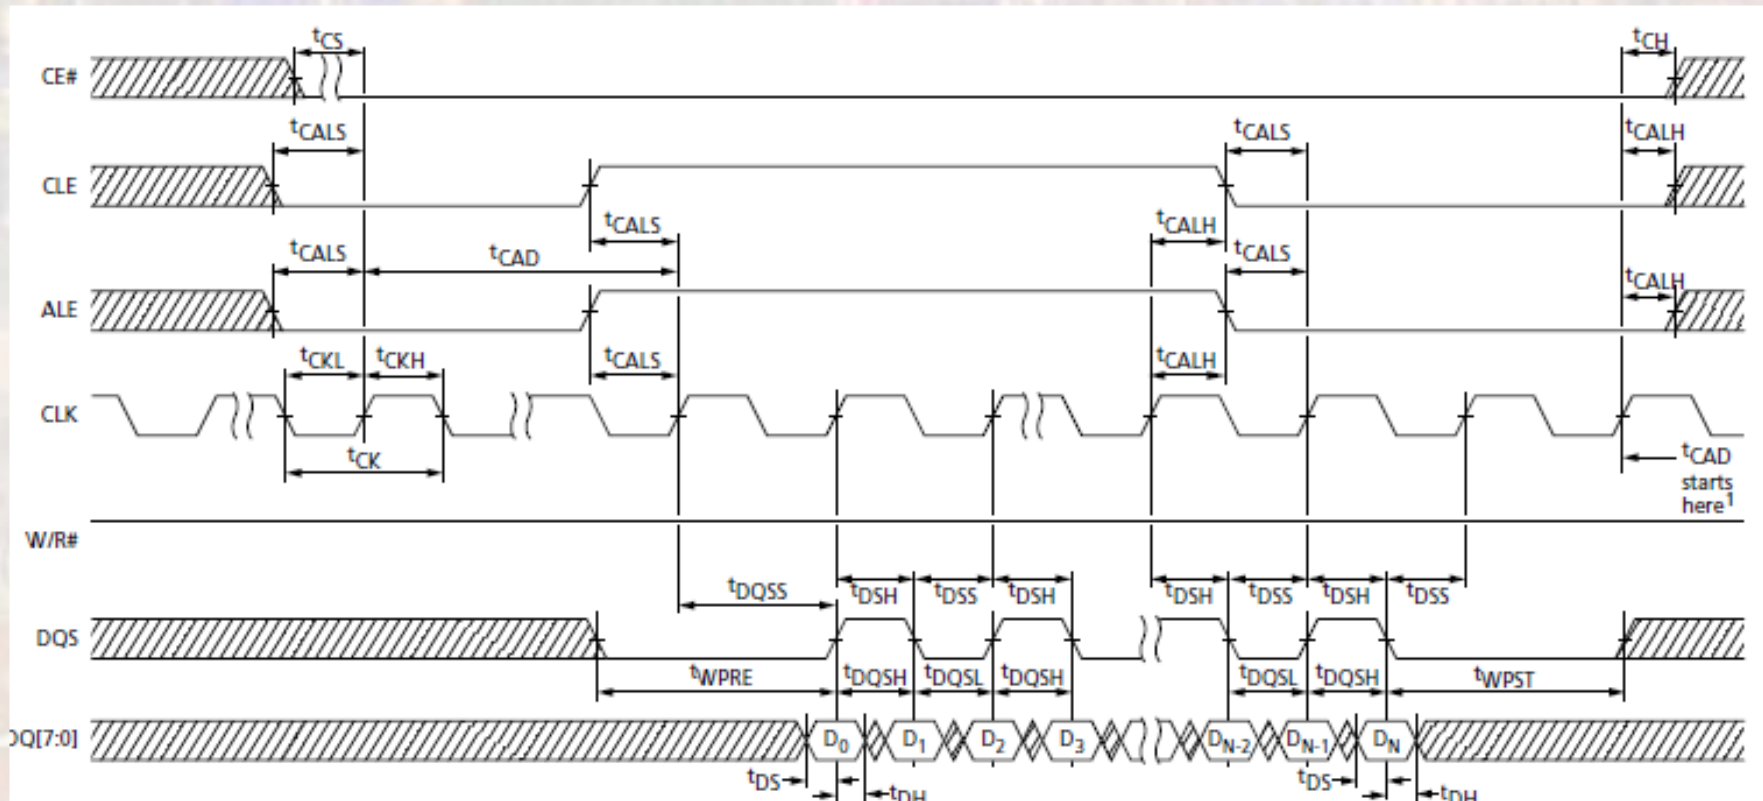 tCS tCH
CE#
tCALS tCALS tCALH
CLE
tCALS tCALH
tCALS tCAD tCALS
tCALH
ALE
tCKL tCKH tCALS tCALH
CLK
tCK tCAD
starts
here1
W/R#
tDQSS tDSH tDSS tDSH tDSH tDSS tDSH tDSS
DQS
tWPRE tDQSH tDQSL tDQSH tDQSL tDQSH tWPST
DQ[7:0] D0 D1 D2 D3 DN-2 DN-1 DN
tDS tDH tDS tDH